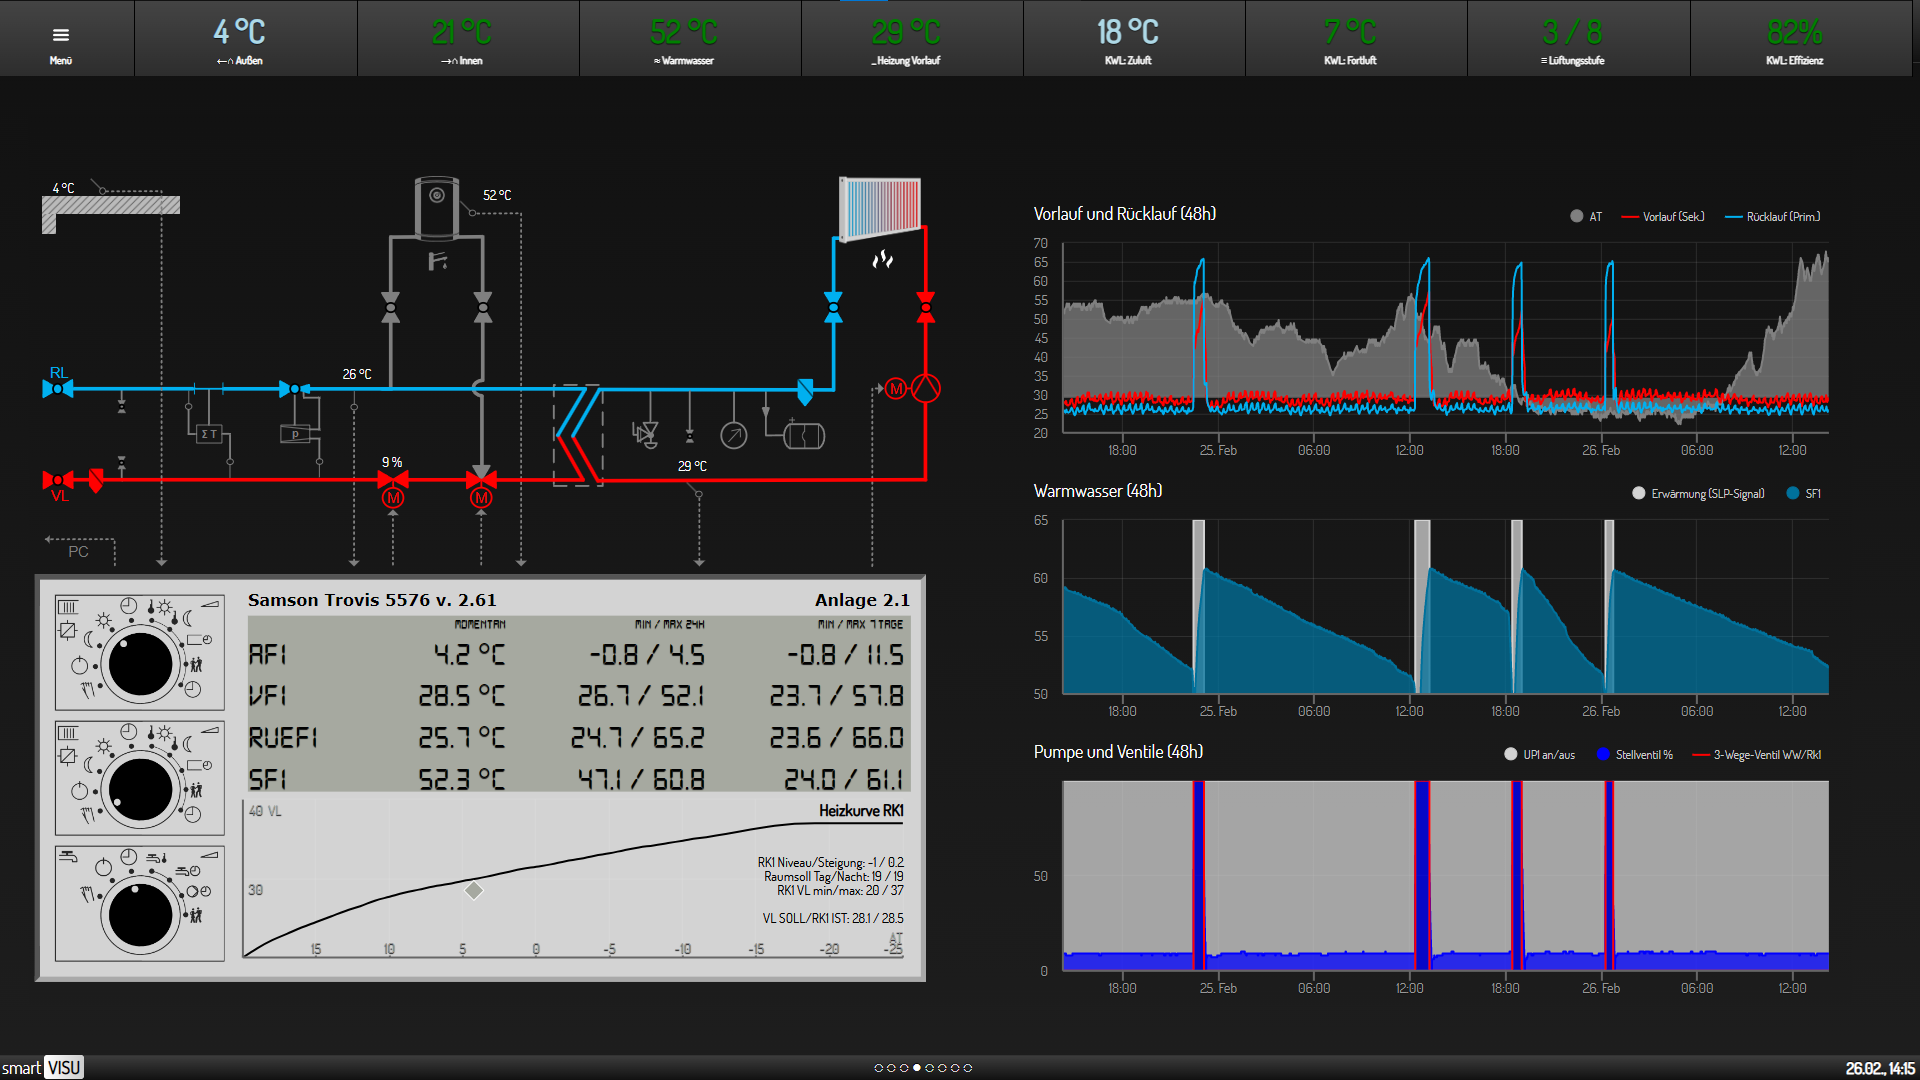 4 °C
21 °C
52 °C
29 °C
18 °C
7 °C
3 / 8
82%
Menü
Außen
Innen
≈ Warmwasser
Heizung Vorlauf
KWL: Zuluft
KWL: Fortluft
≡ Lüftungsstufe
KWL: Effizienz
4 °C
52 °C
RL
26 °C
ΣT
p
9 %
M
M
M
29 °C
VL
PC
Samson Trovis 5576 v. 2.61
Anlage 2.1
MOMENTAN
MIN / MAX 24H
MIN / MAX 7 TAGE
AF1 4.2 °C -0.8 / 4.5 -0.8 / 11.5
VF1 28.5 °C 26.7 / 52.1 23.7 / 57.8
RUEF1 25.7 °C 24.7 / 65.2 23.6 / 66.0
SF1 52.3 °C 47.1 / 60.8 24.0 / 61.1
40 VL
Heizkurve RK1
30
RK1 Niveau/Steigung: -1 / 0.2
Raumsoll Tag/Nacht: 19 / 19
RK1 VL min/max: 20 / 37
VL SOLL/RK1 IST: 28.1 / 28.5
AT
15 10 5 0 -5 -10 -15 -20 -25
Vorlauf und Rücklauf (48h)
AT
Vorlauf (Sek.)
Rücklauf (Prim.)
70
65
60
55
50
45
40
35
30
25
20
18:00 25. Feb 06:00 12:00 18:00 26. Feb 06:00 12:00
Warmwasser (48h)
Erwärmung (SLP-Signal)
SF1
65
60
55
50
18:00 25. Feb 06:00 12:00 18:00 26. Feb 06:00 12:00
Pumpe und Ventile (48h)
UP1 an/aus
Stellventil %
3-Wege-Ventil WW/Rk1
50
0
18:00 25. Feb 06:00 12:00 18:00 26. Feb 06:00 12:00
smart VISU
26.02., 14:15